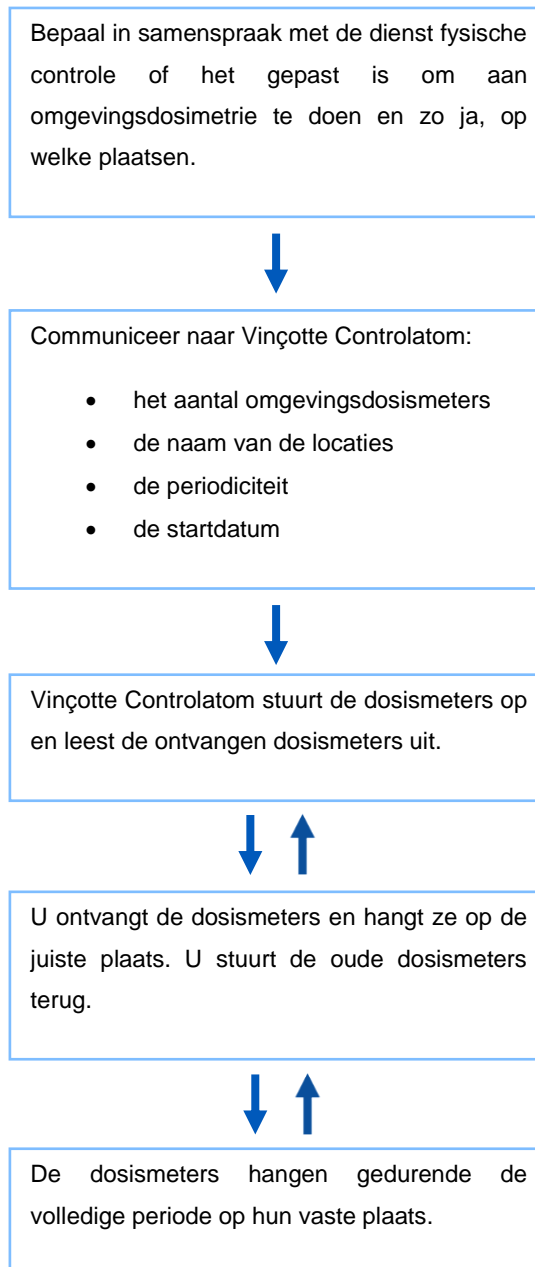 Bepaal in samenspraak met de dienst fysische
controle of het gepast is om aan
omgevingsdosimetrie te doen en zo ja, op
welke plaatsen.
Communiceer naar Vinçotte Controlatom:
• het aantal omgevingsdosismeters
• de naam van de locaties
• de periodiciteit
• de startdatum
Vinçotte Controlatom stuurt de dosismeters op
en leest de ontvangen dosismeters uit.
U ontvangt de dosismeters en hangt ze op de
juiste plaats. U stuurt de oude dosismeters
terug.
De dosismeters hangen gedurende de
volledige periode op hun vaste plaats.